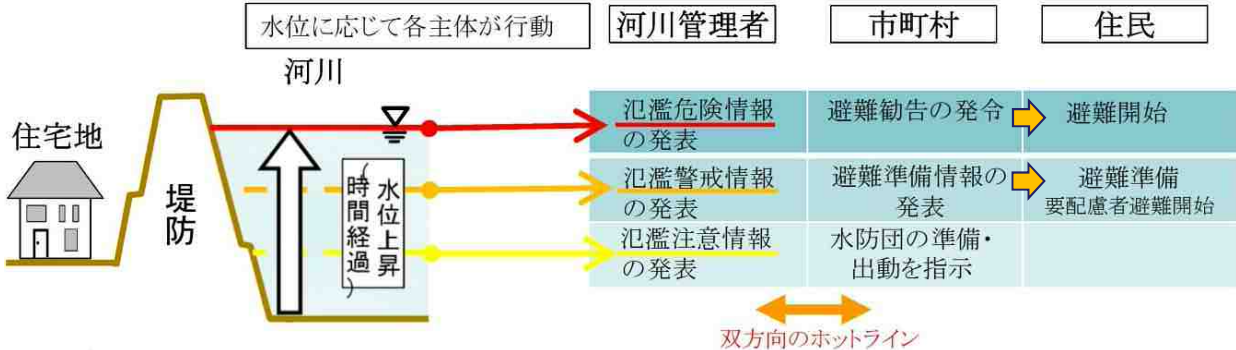 水位に応じて各主体が行動
河川管理者
市町村
住民
河川
住宅地
堤防
水位上昇
(時間経過)
氾濫危険情報
の発表
避難勧告の発令
避難開始
氾濫警戒情報
の発表
避難準備情報の
発表
避難準備
要配慮者避難開始
氾濫注意情報
の発表
水防団の準備・
出動を指示
双方向のホットライン